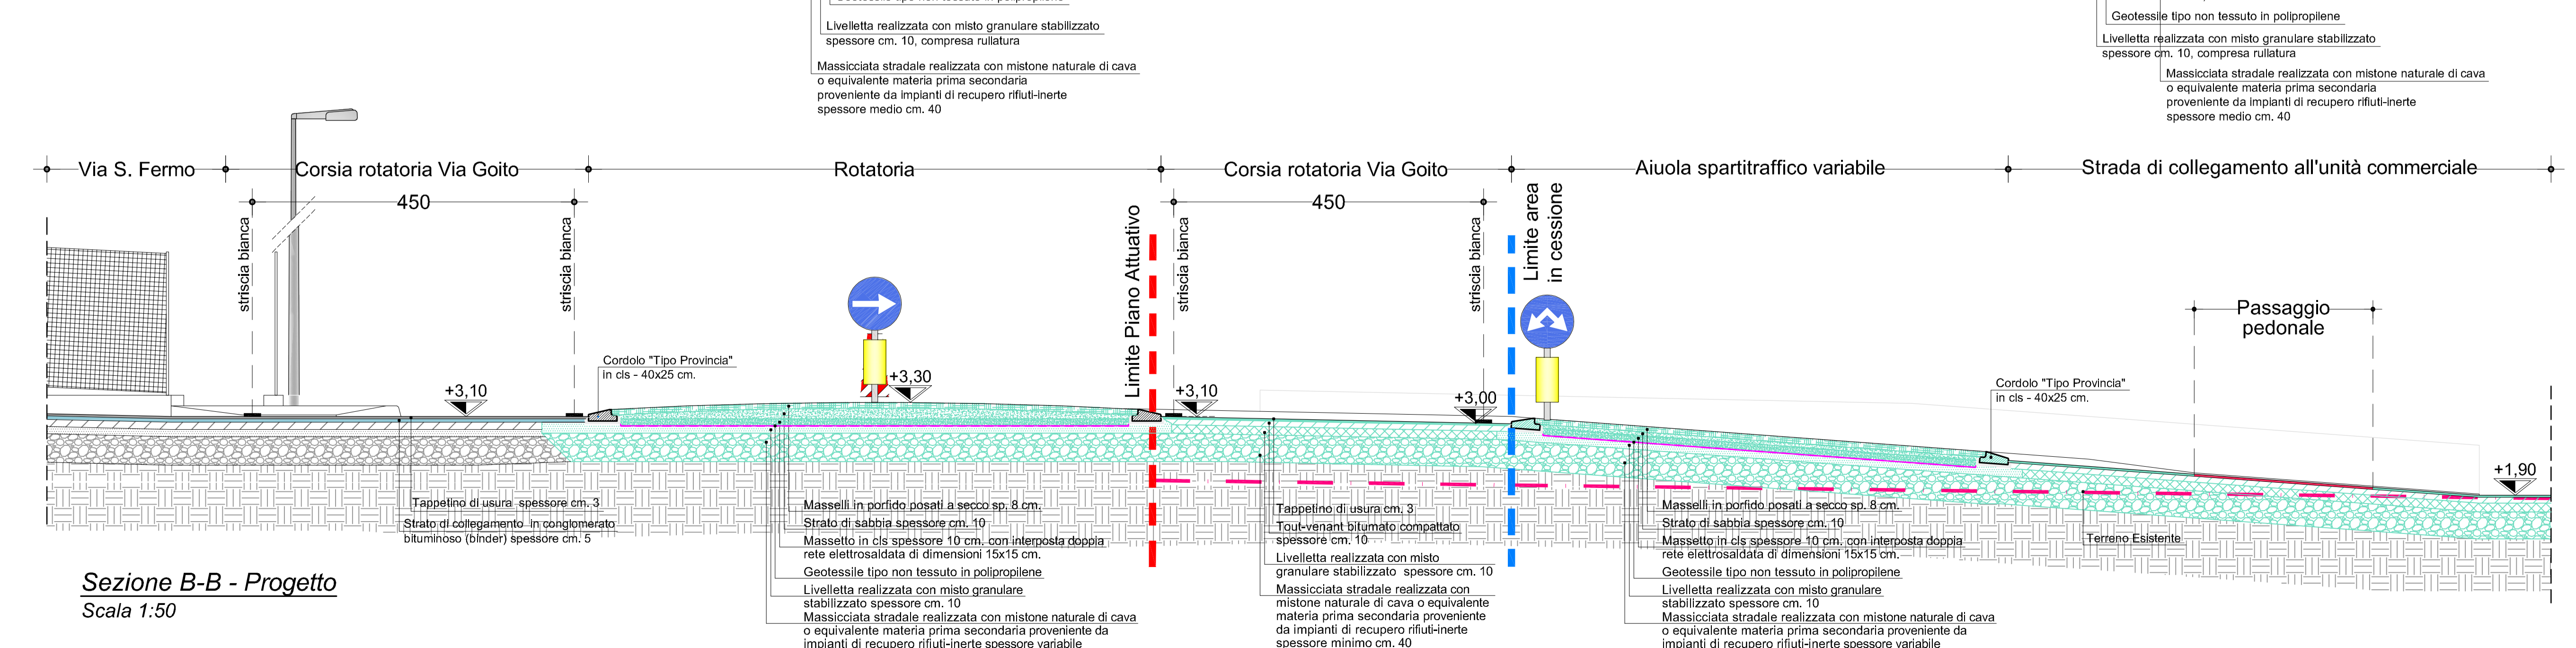 Geotessile tipo non tessuto in polipropilene
Livelletta realizzata con misto granulare stabilizzato
spessore cm. 10, compresa rullatura
Massicciata stradale realizzata con mistone naturale di cava
o equivalente materia prima secondaria
proveniente da impianti di recupero rifiuti-inerte
spessore medio cm. 40
Geotessile tipo non tessuto in polipropilene
Livelletta realizzata con misto granulare stabilizzato
spessore cm. 10, compresa rullatura
Massicciata stradale realizzata con mistone naturale di cava
o equivalente materia prima secondaria
proveniente da impianti di recupero rifiuti-inerte
spessore medio cm. 40
Via S. Fermo
Corsia rotatoria Via Goito
Rotatoria
Corsia rotatoria Via Goito
Aiuola spartitraffico variabile
Strada di collegamento all'unità commerciale
450
450
striscia bianca
striscia bianca
Limite Piano Attuativo
striscia bianca
striscia bianca
Limite area
in cessione
Passaggio
pedonale
Cordolo "Tipo Provincia"
in cls - 40x25 cm.
+3,10
+3,30
+3,10
+3,00
Cordolo "Tipo Provincia"
in cls - 40x25 cm.
+1,90
Tappetino di usura spessore cm. 3
Strato di collegamento in conglomerato
bituminoso (binder) spessore cm. 5
Masselli in porfido posati a secco sp. 8 cm.
Strato di sabbia spessore cm. 10
Massetto in cls spessore 10 cm. con interposta doppia
rete elettrosaldata di dimensioni 15x15 cm.
Geotessile tipo non tessuto in polipropilene
Livelletta realizzata con misto granulare
stabilizzato spessore cm. 10
Massicciata stradale realizzata con mistone naturale di cava
o equivalente materia prima secondaria proveniente da
impianti di recupero rifiuti-inerte spessore variabile
Tappetino di usura cm. 3
Tout-venant bitumato compattato
spessore cm. 10
Livelletta realizzata con misto
granulare stabilizzato spessore cm. 10
Massicciata stradale realizzata con
mistone naturale di cava o equivalente
materia prima secondaria proveniente
da impianti di recupero rifiuti-inerte
spessore minimo cm. 40
Masselli in porfido posati a secco sp. 8 cm.
Strato di sabbia spessore cm. 10
Massetto in cls spessore 10 cm. con interposta doppia
rete elettrosaldata di dimensioni 15x15 cm.
Geotessile tipo non tessuto in polipropilene
Livelletta realizzata con misto granulare
stabilizzato spessore cm. 10
Massicciata stradale realizzata con mistone naturale di cava
o equivalente materia prima secondaria proveniente da
impianti di recupero rifiuti-inerte spessore variabile
Terreno Esistente
Sezione B-B - Progetto
Scala 1:50